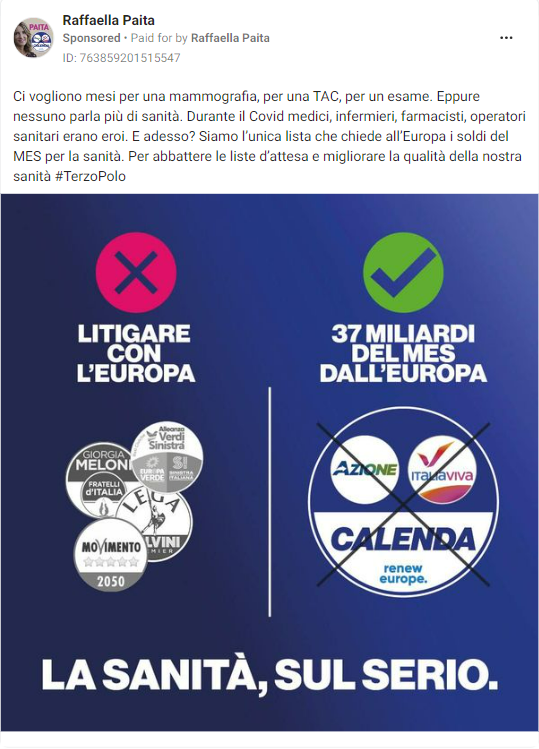 Raffaella Paita
Sponsored • Paid for by Raffaella Paita
ID: 763859201515547
Ci vogliono mesi per una mammografia, per una TAC, per un esame. Eppure
nessuno parla più di sanità. Durante il Covid medici, infermieri, farmacisti, operatori
sanitari erano eroi. E adesso? Siamo l'unica lista che chiede all'Europa i soldi del
MES per la sanità. Per abbattere le liste d'attesa e migliorare la qualità della nostra
sanità #TerzoPolo
LITIGARE
CON
L'EUROPA
37 MILIARDI
DEL MES
DALL'EUROPA
Alleanza
Verdi
Sinistra
EUROPA
VERDE
SI
SINISTRA
ITALIANA
GIORGIA
MELONI
FRATELLI
d'ITALIA
LEGA
LVINI
EMIER
MOVIMENTO
2050
AZIONE
ITALIAVIVA
CALENDA
renew
europe.
LA SANITÀ, SUL SERIO.